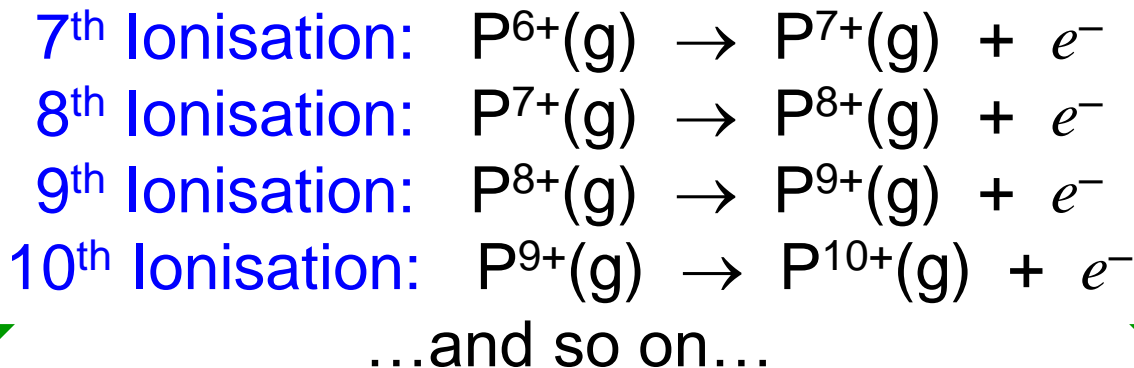 7th Ionisation: P6+(g) → P7+(g) + e–
8th Ionisation: P7+(g) → P8+(g) + e–
9th Ionisation: P8+(g) → P9+(g) + e–
10th Ionisation: P9+(g) → P10+(g) + e–
…and so on…